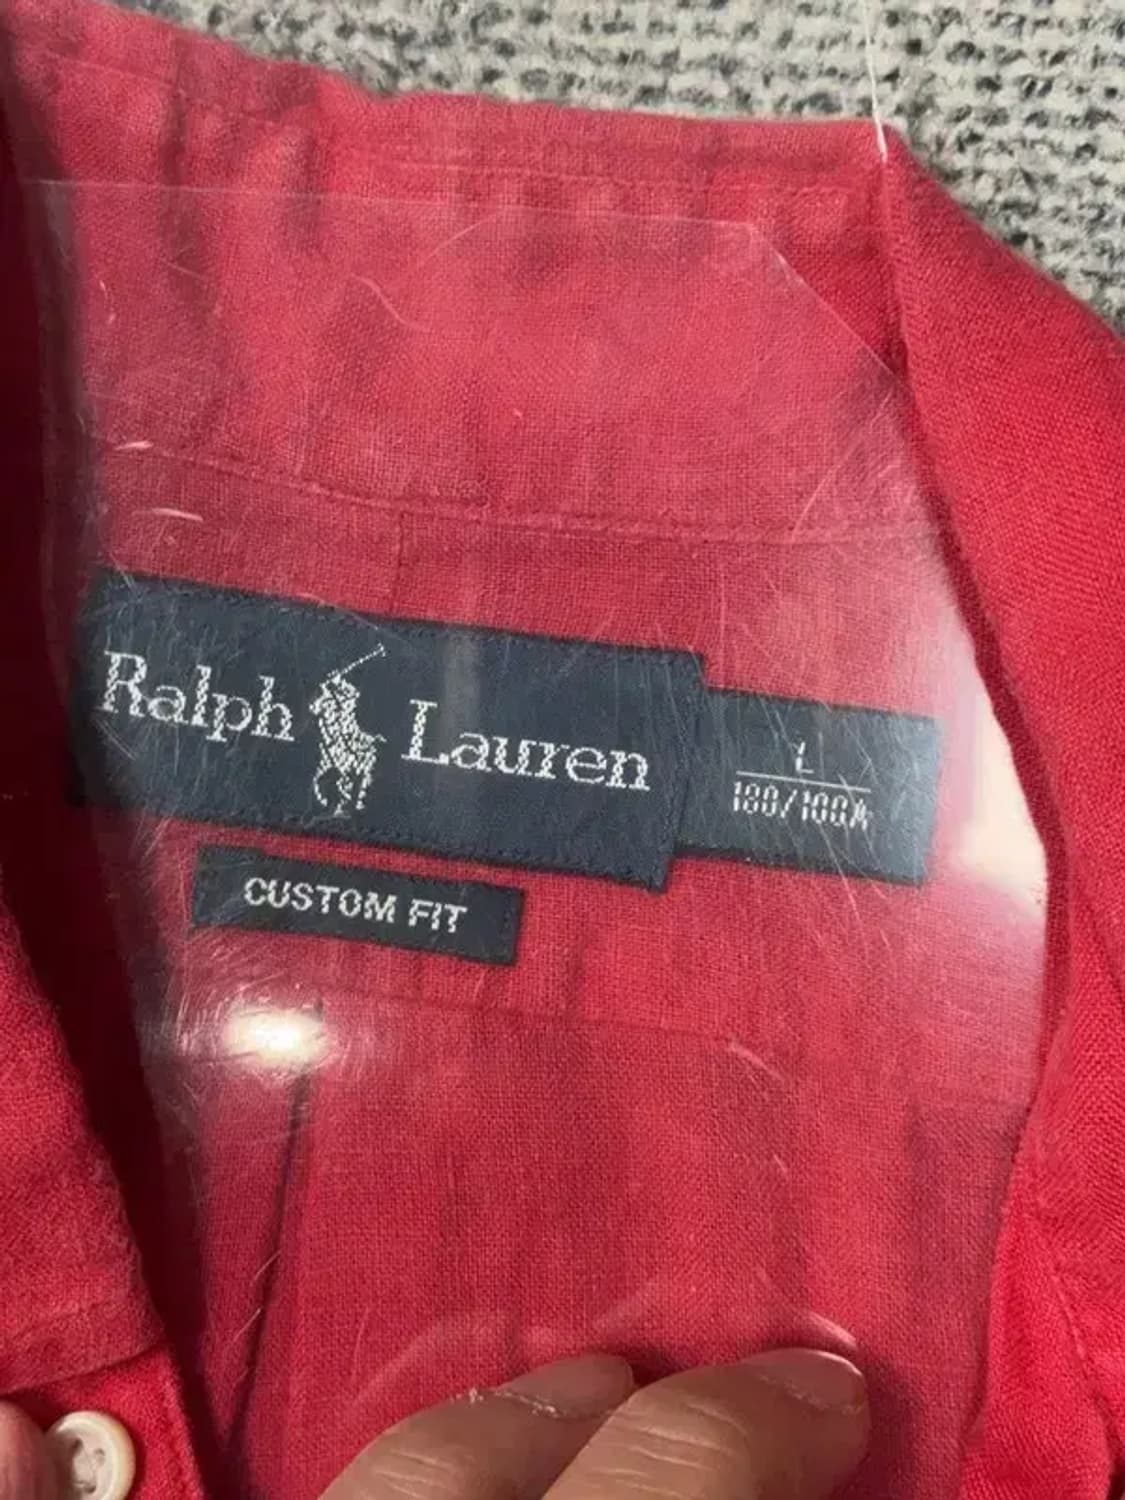 Ralph Lauren
L
180/100A
CUSTOM FIT